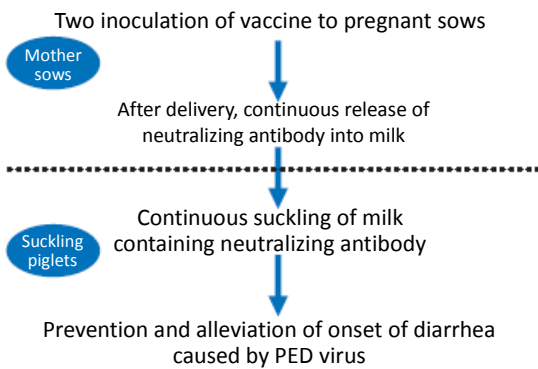 Two inoculation of vaccine to pregnant sows
Mother
sows
After delivery, continuous release of
neutralizing antibody into milk
Continuous suckling of milk
containing neutralizing antibody
Suckling
piglets
Prevention and alleviation of onset of diarrhea
caused by PED virus